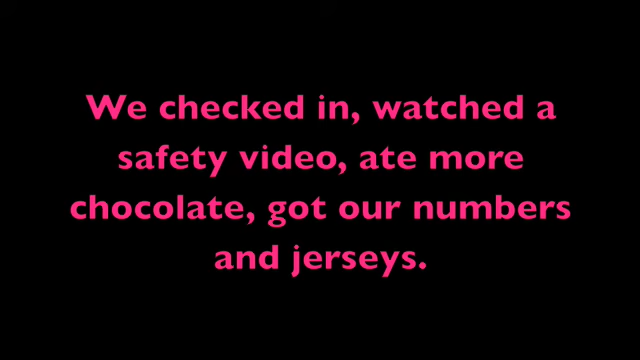 We checked in, watched a
safety video, ate more
chocolate, got our numbers
and jerseys.